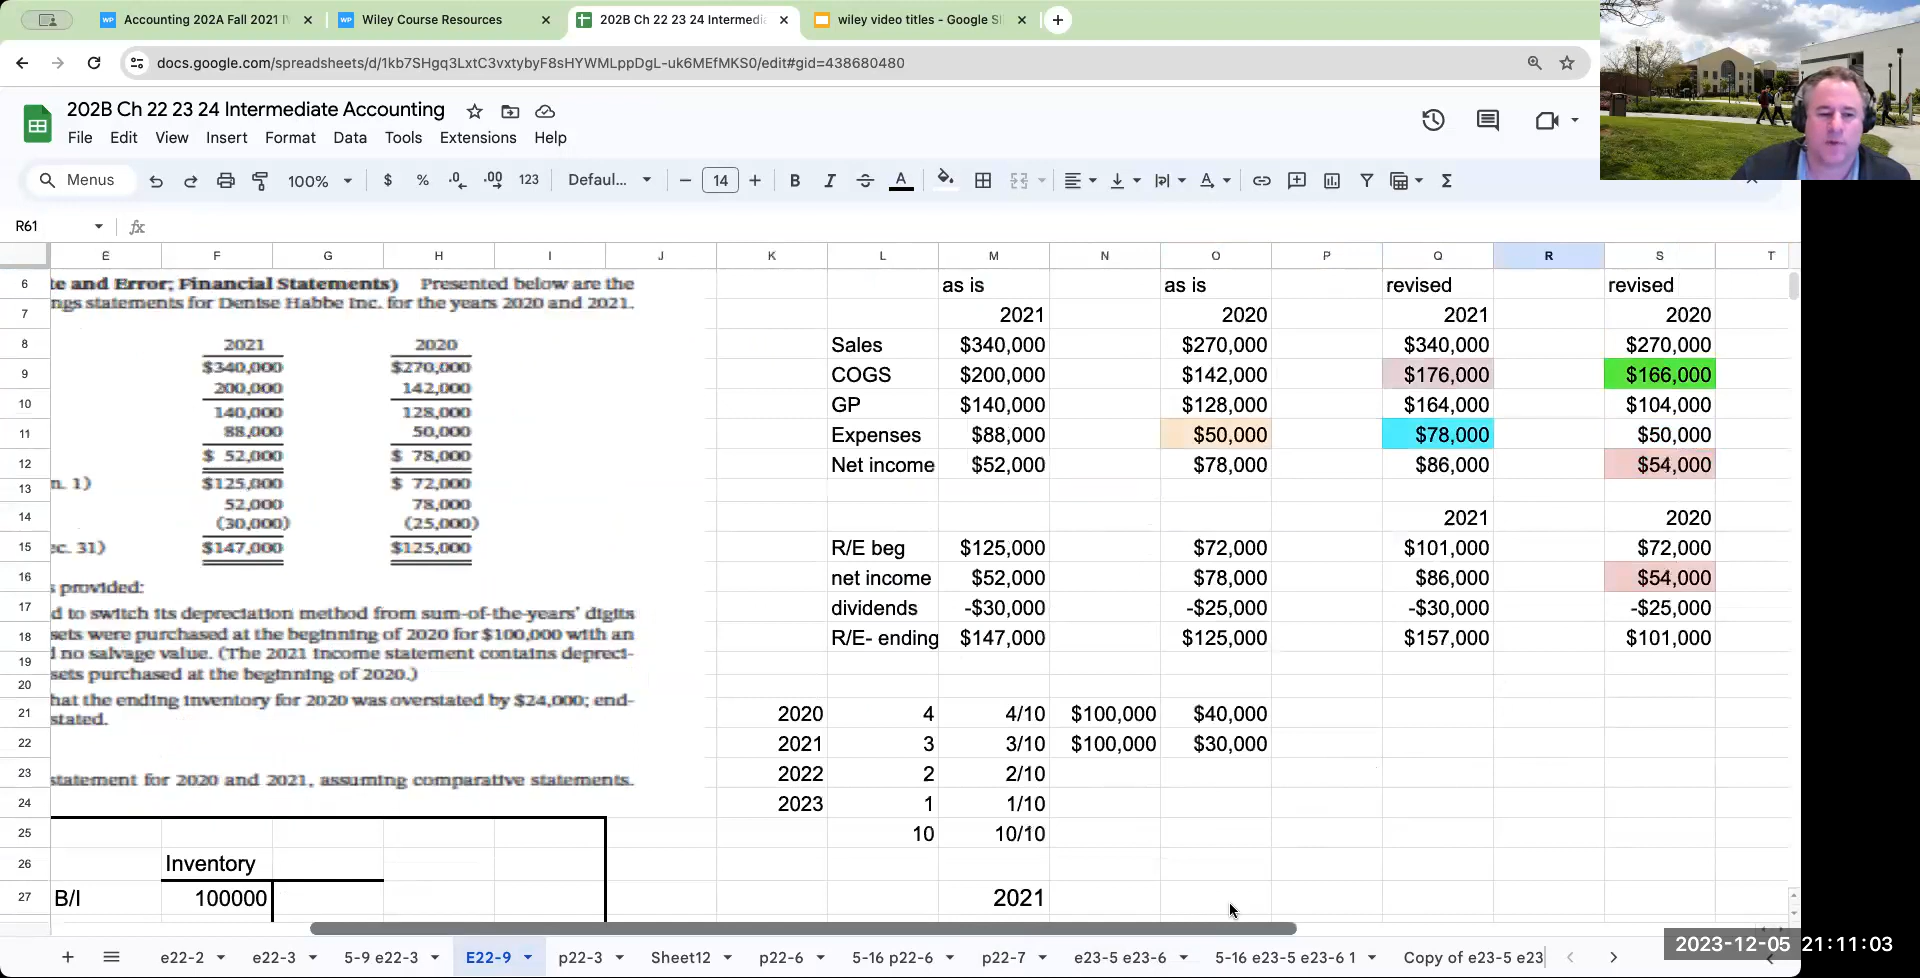 Accounting 202A Fall 2021
Wiley Course Resources
202B Ch 22 23 24 Intermedi
wiley video titles - Google Sl
docs.google.com/spreadsheets/d/1kb7SHgq3LxtC3vxtybyF8sHYWMLppDgL-uk6MEfMKS0/edit#gid=438680480
202B Ch 22 23 24 Intermediate Accounting
File Edit View Insert Format Data Tools Extensions Help
Menus 100% $ % .0 .00 123 Defaul... 14 B I A
R61 fx
E F G H I J K L M N O P Q R S T
6 as is as is revised revised
7 2021 2020 2021 2020
8 Sales $340,000 $270,000 $340,000 $270,000
9 COGS $200,000 $142,000 $176,000 $166,000
10 GP $140,000 $128,000 $164,000 $104,000
11 Expenses $88,000 $50,000 $78,000 $50,000
12 Net income $52,000 $78,000 $86,000 $54,000
13
14 2021 2020
15 R/E beg $125,000 $72,000 $101,000 $72,000
16 net income $52,000 $78,000 $86,000 $54,000
17 dividends -$30,000 -$25,000 -$30,000 -$25,000
18 R/E- ending $147,000 $125,000 $157,000 $101,000
19
20
21 2020 4 4/10 $100,000 $40,000
22 2021 3 3/10 $100,000 $30,000
23 2022 2 2/10
24 2023 1 1/10
25 10 10/10
26 Inventory
27 B/I 100000 2021
te and Error; Financial Statements) Presented below are the
ngs statements for Denise Habbe Inc. for the years 2020 and 2021.
2021 2020
$340,000 $270,000
200,000 142,000
140,000 128,000
88,000 50,000
$ 52,000 $ 78,000
n. 1) $125,000 $ 72,000
52,000 78,000
(30,000) (25,000)
ec. 31) $147,000 $125,000
s provided:
d to switch its depreciation method from sum-of-the-years' digits
sets were purchased at the beginning of 2020 for $100,000 with an
d no salvage value. (The 2021 income statement contains depreci-
sets purchased at the beginning of 2020.)
hat the ending inventory for 2020 was overstated by $24,000; end-
stated.
statement for 2020 and 2021, assuming comparative statements.
e22-2 e22-3 5-9 e22-3 E22-9 p22-3 Sheet12 p22-6 5-16 p22-6 p22-7 e23-5 e23-6 5-16 e23-5 e23-6 1 Copy of e23-5 e23
2023-12-05 21:11:03